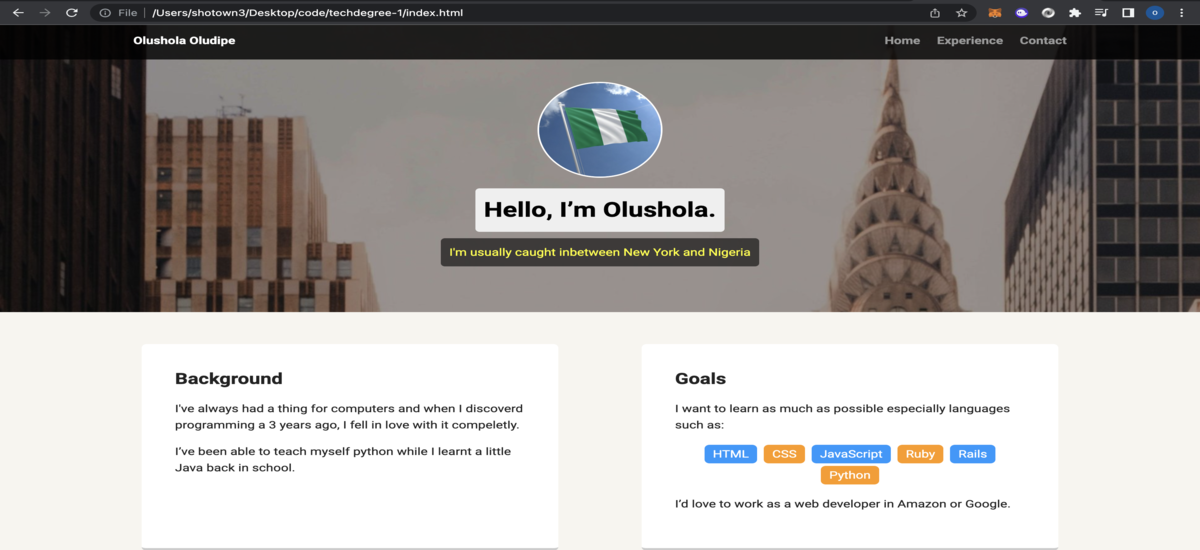 File | /Users/shotown3/Desktop/code/techdegree-1/index.html
O
Olushola Oludipe
Home Experience Contact
Hello, I’m Olushola.
I'm usually caught inbetween New York and Nigeria
Background
I've always had a thing for computers and when I discoverd
programming a 3 years ago, I fell in love with it compeletly.
I’ve been able to teach myself python while I learnt a little
Java back in school.
Goals
I want to learn as much as possible especially languages
such as:
HTML CSS JavaScript Ruby Rails
Python
I’d love to work as a web developer in Amazon or Google.